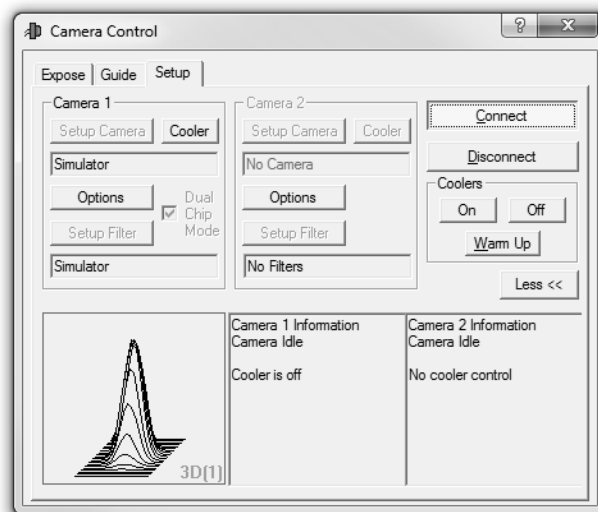 Camera Control
Expose Guide Setup
Camera 1
Setup Camera Cooler
Simulator
Options
Dual
Chip
Mode
Setup Filter
Simulator
Camera 2
Setup Camera Cooler
No Camera
Options
Setup Filter
No Filters
Connect
Disconnect
Coolers
On Off
Warm Up
Less <<
3D(1)
Camera 1 Information
Camera Idle
Cooler is off
Camera 2 Information
Camera Idle
No cooler control